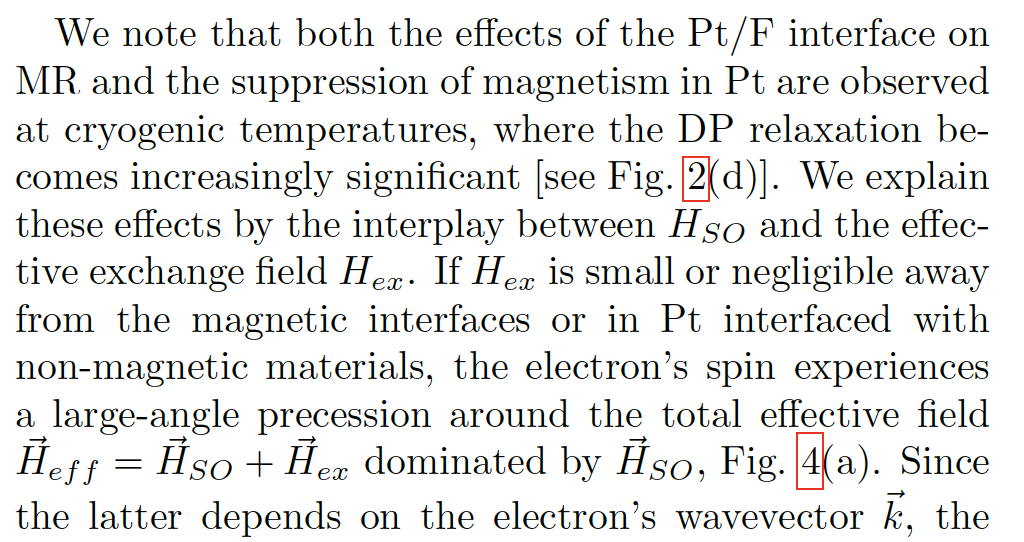 We note that both the effects of the Pt/F interface on
MR and the suppression of magnetism in Pt are observed
at cryogenic temperatures, where the DP relaxation be-
comes increasingly significant [see Fig. 2(d)]. We explain
these effects by the interplay between $H_{SO}$ and the effec-
tive exchange field $H_{ex}$. If $H_{ex}$ is small or negligible away
from the magnetic interfaces or in Pt interfaced with
non-magnetic materials, the electron's spin experiences
a large-angle precession around the total effective field
$\vec{H}_{eff} = \vec{H}_{SO} + \vec{H}_{ex}$ dominated by $\vec{H}_{SO}$, Fig. 4(a). Since
the latter depends on the electron's wavevector $\vec{k}$, the